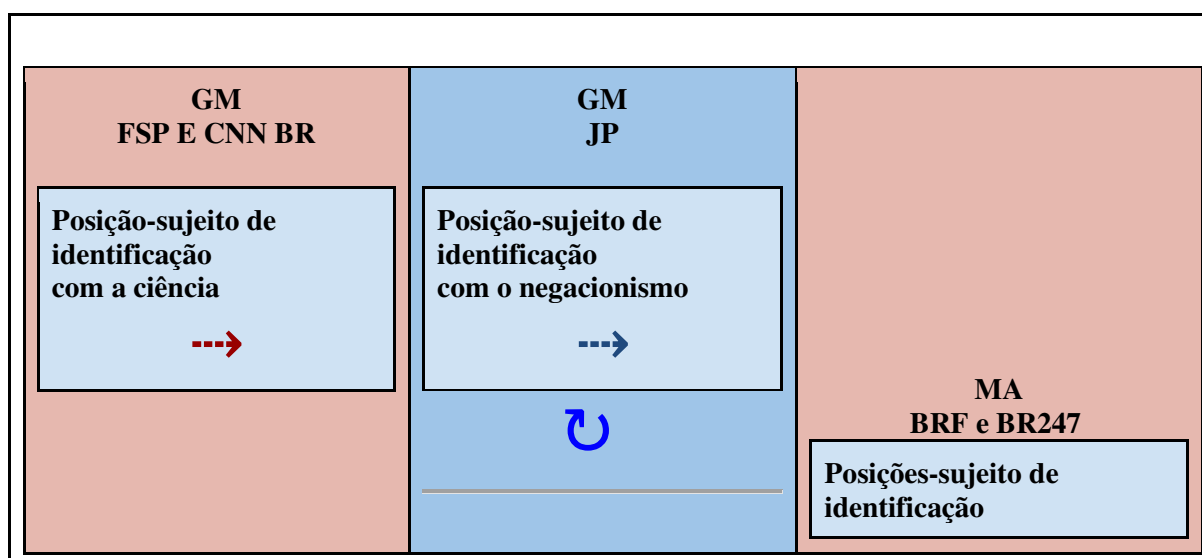 GM
FSP E CNN BR
Posição-sujeito de
identificação
com a ciência
GM
JP
Posição-sujeito de
identificação
com o negacionismo
MA
BRF e BR247
Posições-sujeito de
identificação